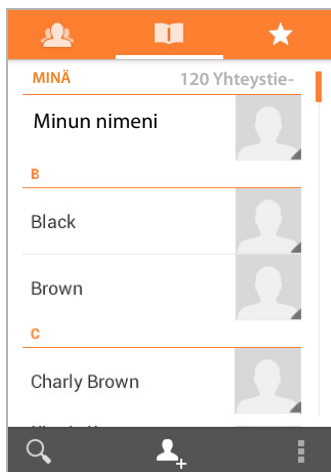 MINÄ 120 Yhteystie-
Minun nimeni
B
Black
Brown
C
Charly Brown